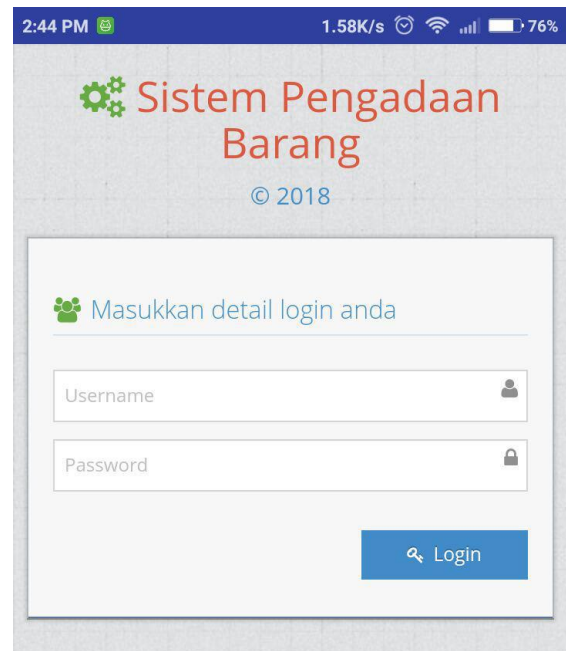 2:44 PM 1.58K/s 76%
Sistem Pengadaan
Barang
© 2018
Masukkan detail login anda
Username
Password
Login